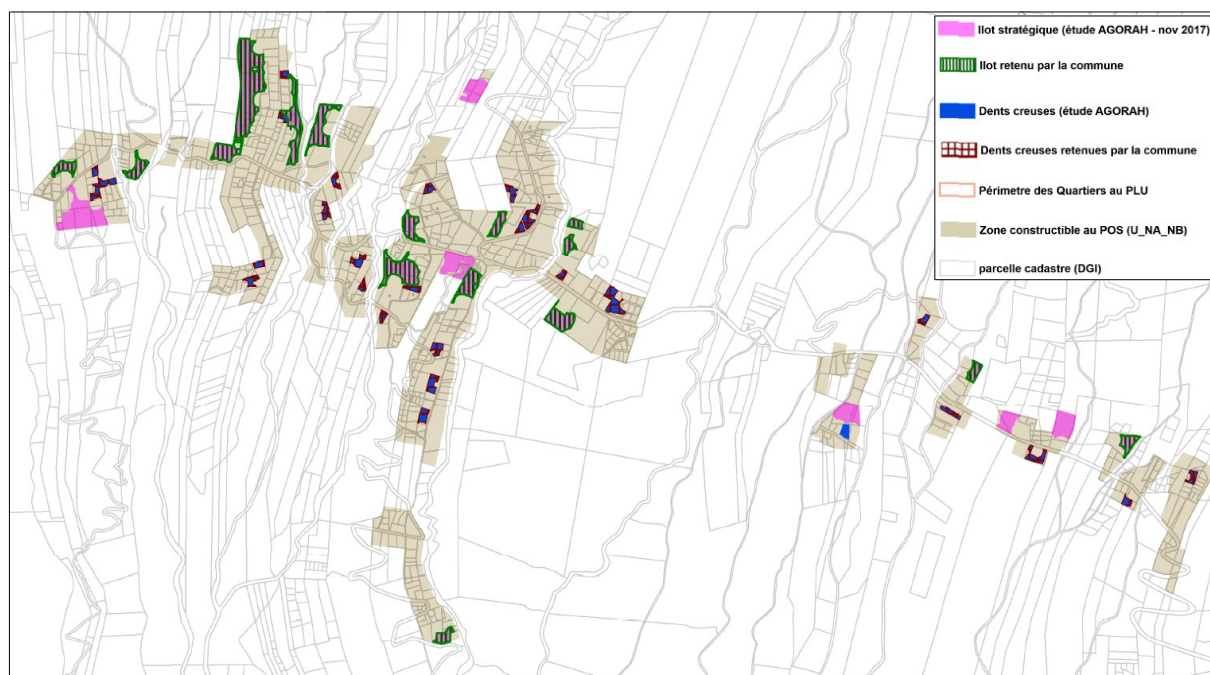 Ilot stratégique (étude AGORAH - nov 2017)
Ilot retenu par la commune
Dents creuses (étude AGORAH)
Dents creuses retenues par la commune
Périmetre des Quartiers au PLU
Zone constructible au POS (U_NA_NB)
parcelle cadastre (DGI)